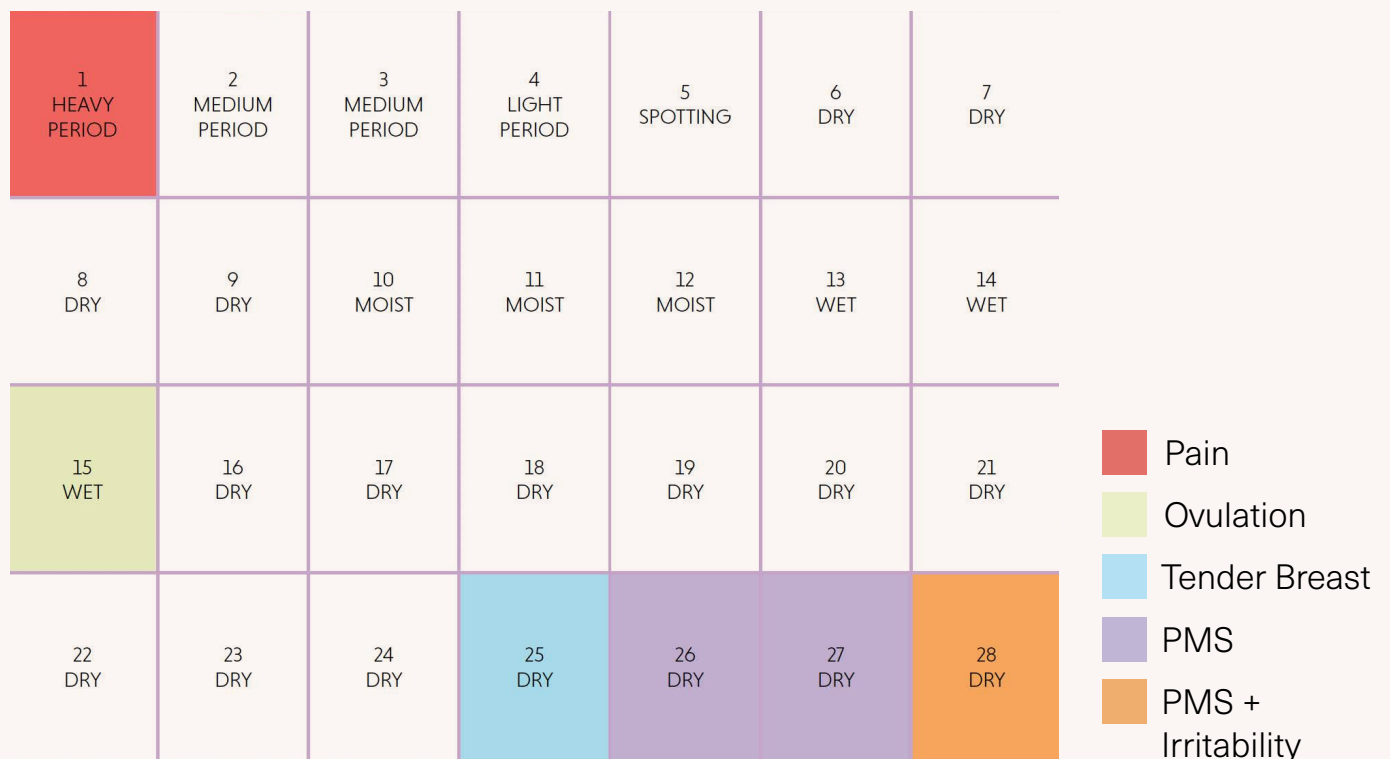 1
HEAVY
PERIOD
2
MEDIUM
PERIOD
3
MEDIUM
PERIOD
4
LIGHT
PERIOD
5
SPOTTING
6
DRY
7
DRY
8
DRY
9
DRY
10
MOIST
11
MOIST
12
MOIST
13
WET
14
WET
15
WET
16
DRY
17
DRY
18
DRY
19
DRY
20
DRY
21
DRY
22
DRY
23
DRY
24
DRY
25
DRY
26
DRY
27
DRY
28
DRY
Pain
Ovulation
Tender Breast
PMS
PMS +
Irritability